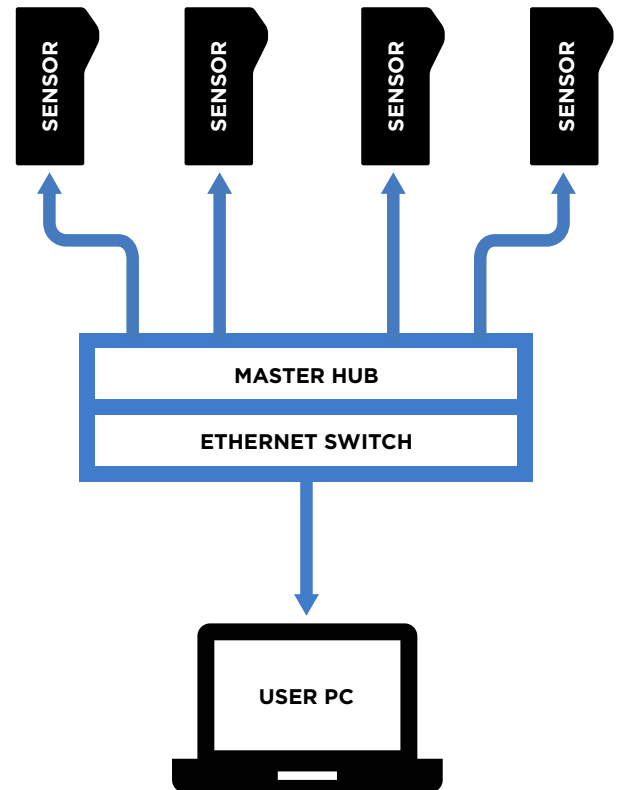 SENSOR
SENSOR
SENSOR
SENSOR
MASTER HUB
ETHERNET SWITCH
USER PC